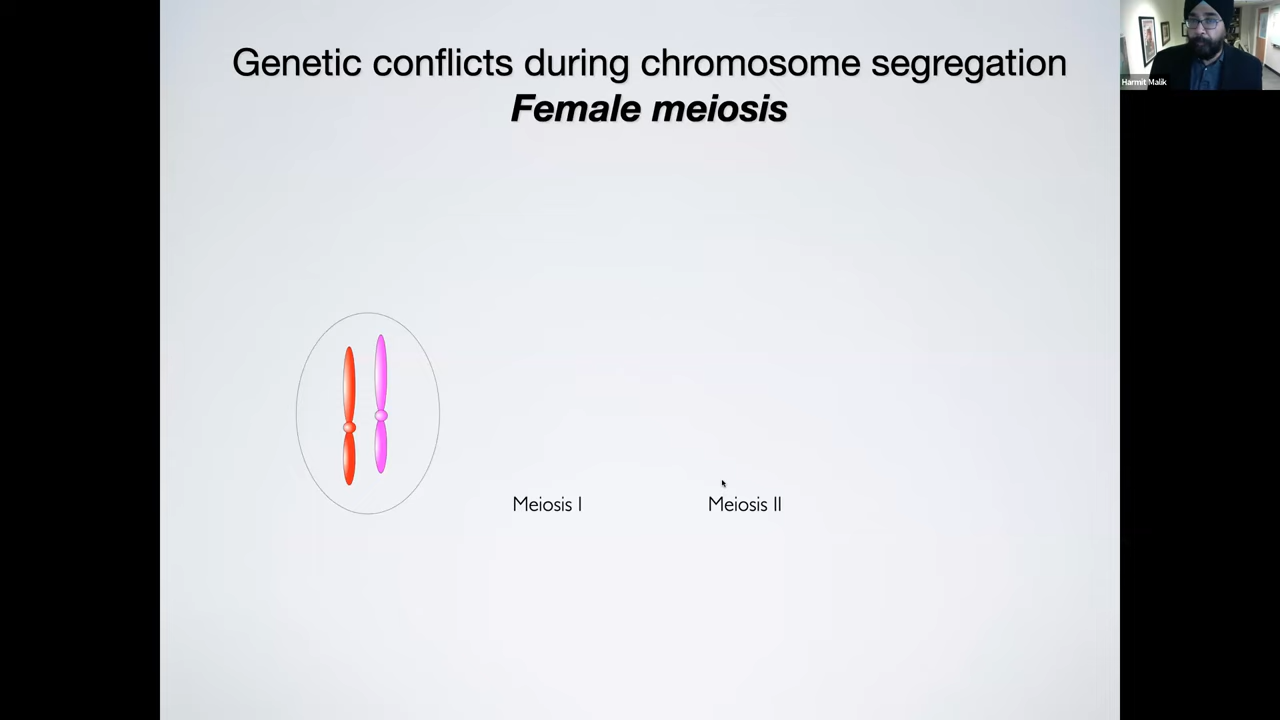 Genetic conflicts during chromosome segregation
Female meiosis
Harmit Malik
Meiosis I
Meiosis II